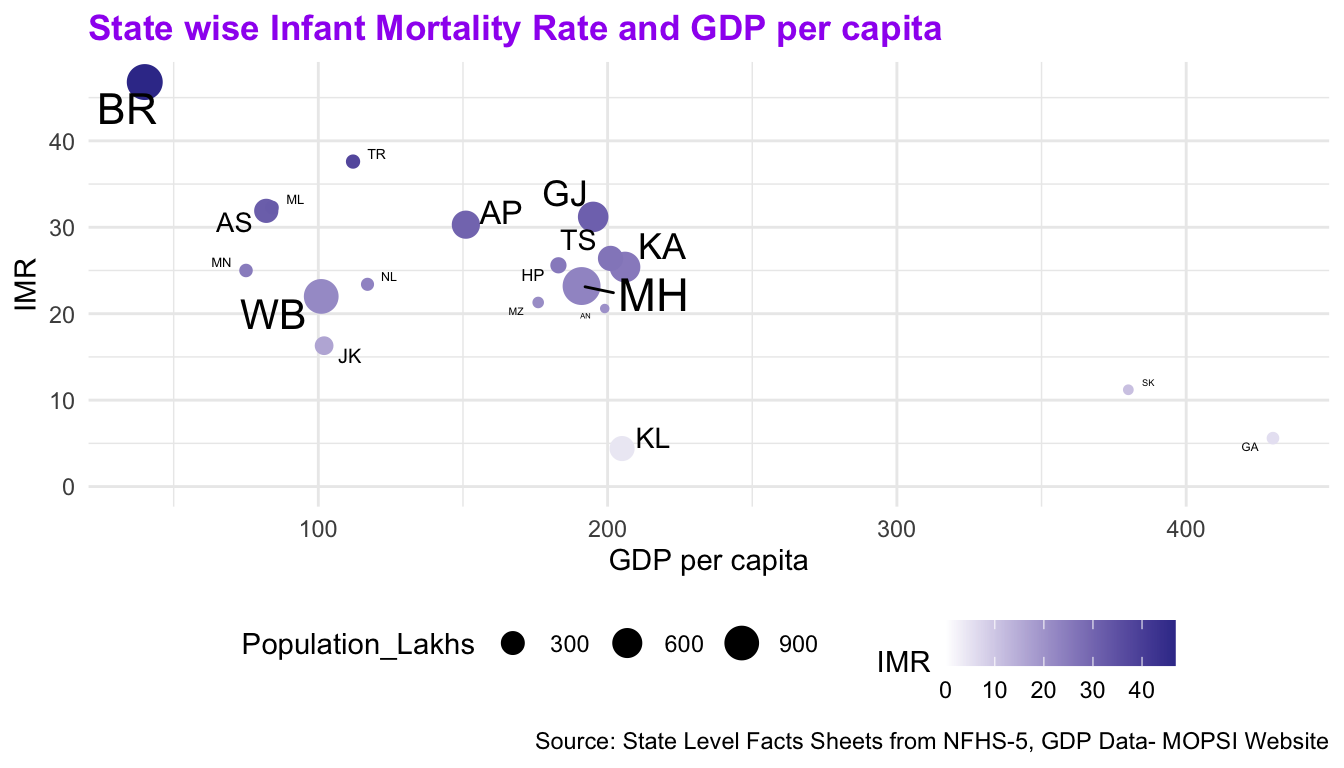 State wise Infant Mortality Rate and GDP per capita
BR
40
TR
GJ
ML
AS
AP
30
TS
KA
MN
HP
NL
IMR
MH
WB
MZ
AN
20
JK
10
SK
KL
GA
0
100 200 300 400
GDP per capita
Population_Lakhs 300 600 900
IMR
0 10 20 30 40
Source: State Level Facts Sheets from NFHS-5, GDP Data- MOPSI Website